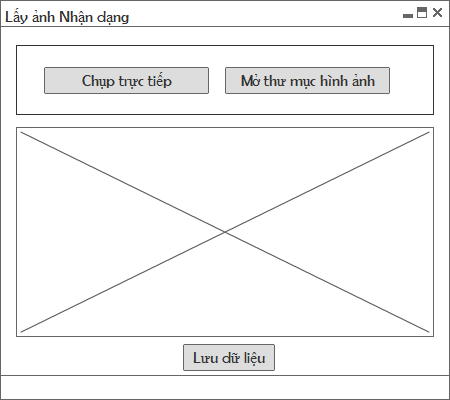 Lấy ảnh Nhận dạng
Chụp trực tiếp
Mở thư mục hình ảnh
Lưu dữ liệu